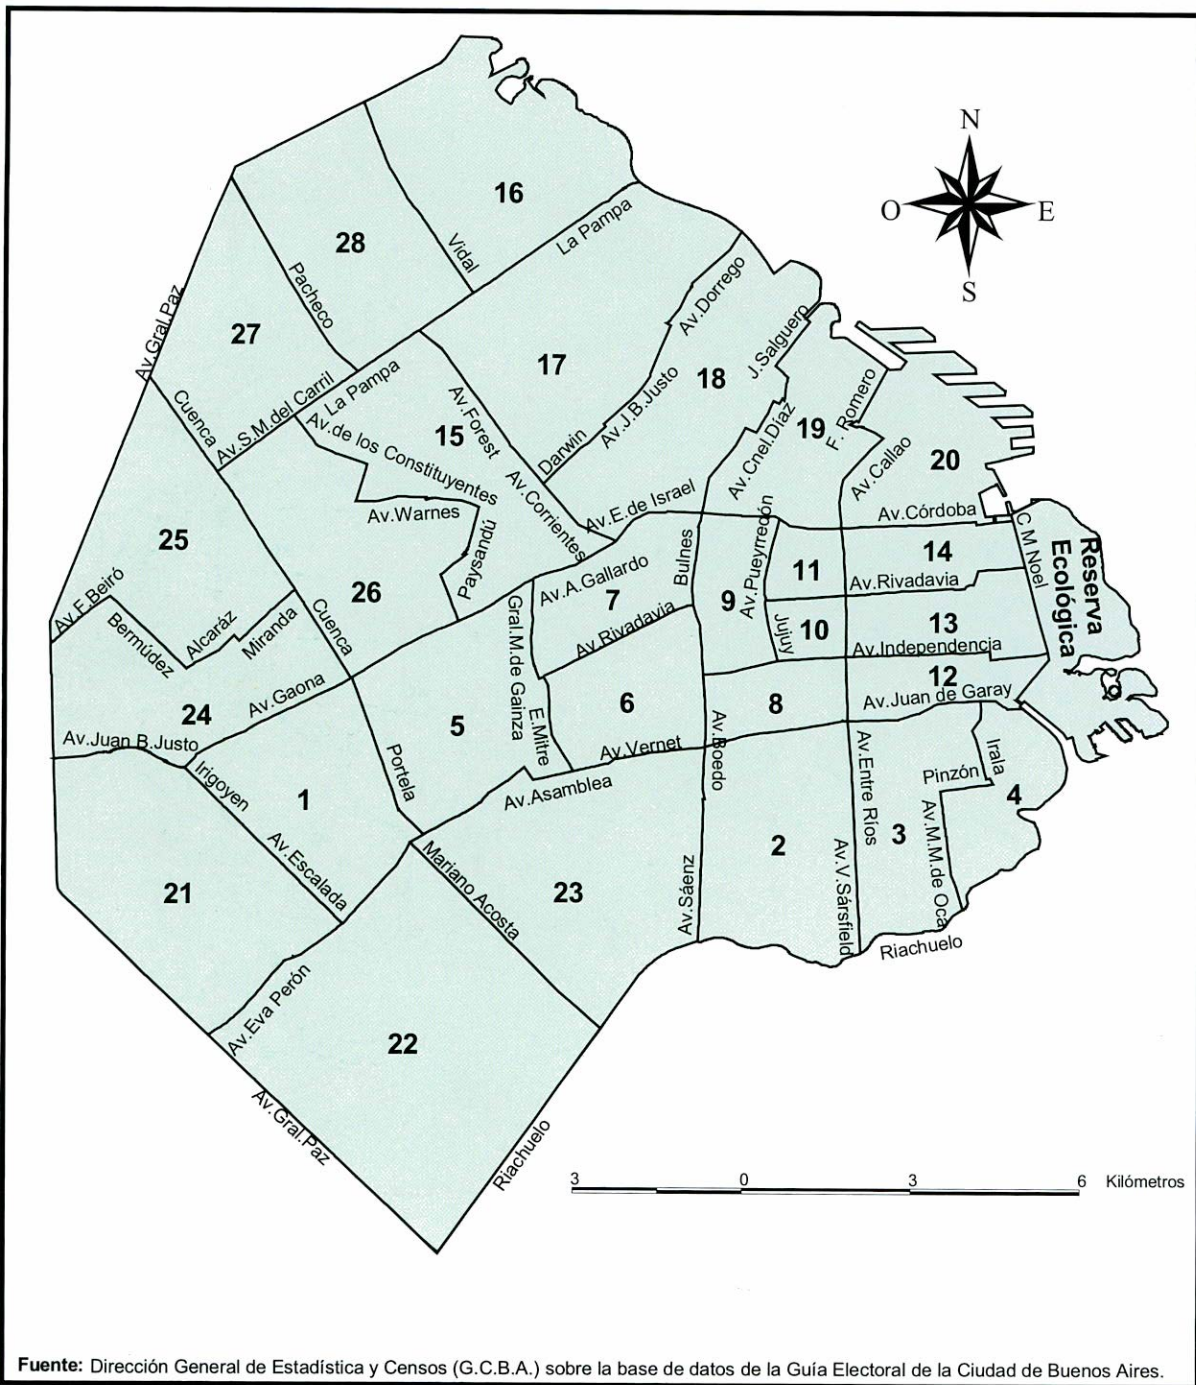 N
O
E
S
16
28
La Pampa
Vidal
Pacheco
Av.Gral.Paz
27
17
Av.Dorrego
J.Salguero
18
Av.S.M.del Carril
Av. La Pampa
Cuenca
Av.de los Constituyentes
15
Av.Forest
Darwin
Av.J.B.Justo
Av.Cnel.Díaz
19
F. Romero
Av.Callao
20
Av.Warnes
Av.Corrientes
Av.E.de Israel
Av.Pueyrredón
Av.Córdoba
C M Noel
Reserva
Ecológica
25
Paysandú
Bulnes
14
11
Av.Rivadavia
Av.F.Beiró
Bermúdez
Alcaráz
Miranda
Cuenca
26
Av.A.Gallardo
7
Av.Rivadavia
9
Jujuy
10
13
Av.Independencia
24
Av.Gaona
Gral.M.de Gainza
6
8
12
Av.Juan de Garay
Av.Juan B.Justo
5
E.Mitre
Av.Vernet
Av.Boedo
Irigoyen
1
Portela
Av.Asamblea
Av.Entre Ríos
Pinzón
Irala
4
Av.Escalada
Mariano Acosta
2
3
Av.M.M.de Oca
21
23
Av.Sáenz
Av.V.Sársfield
Riachuelo
Av.Eva Perón
22
Av.Gral.Paz
Riachuelo
3 0 3 6 Kilómetros
Fuente: Dirección General de Estadística y Censos (G.C.B.A.) sobre la base de datos de la Guía Electoral de la Ciudad de Buenos Aires.